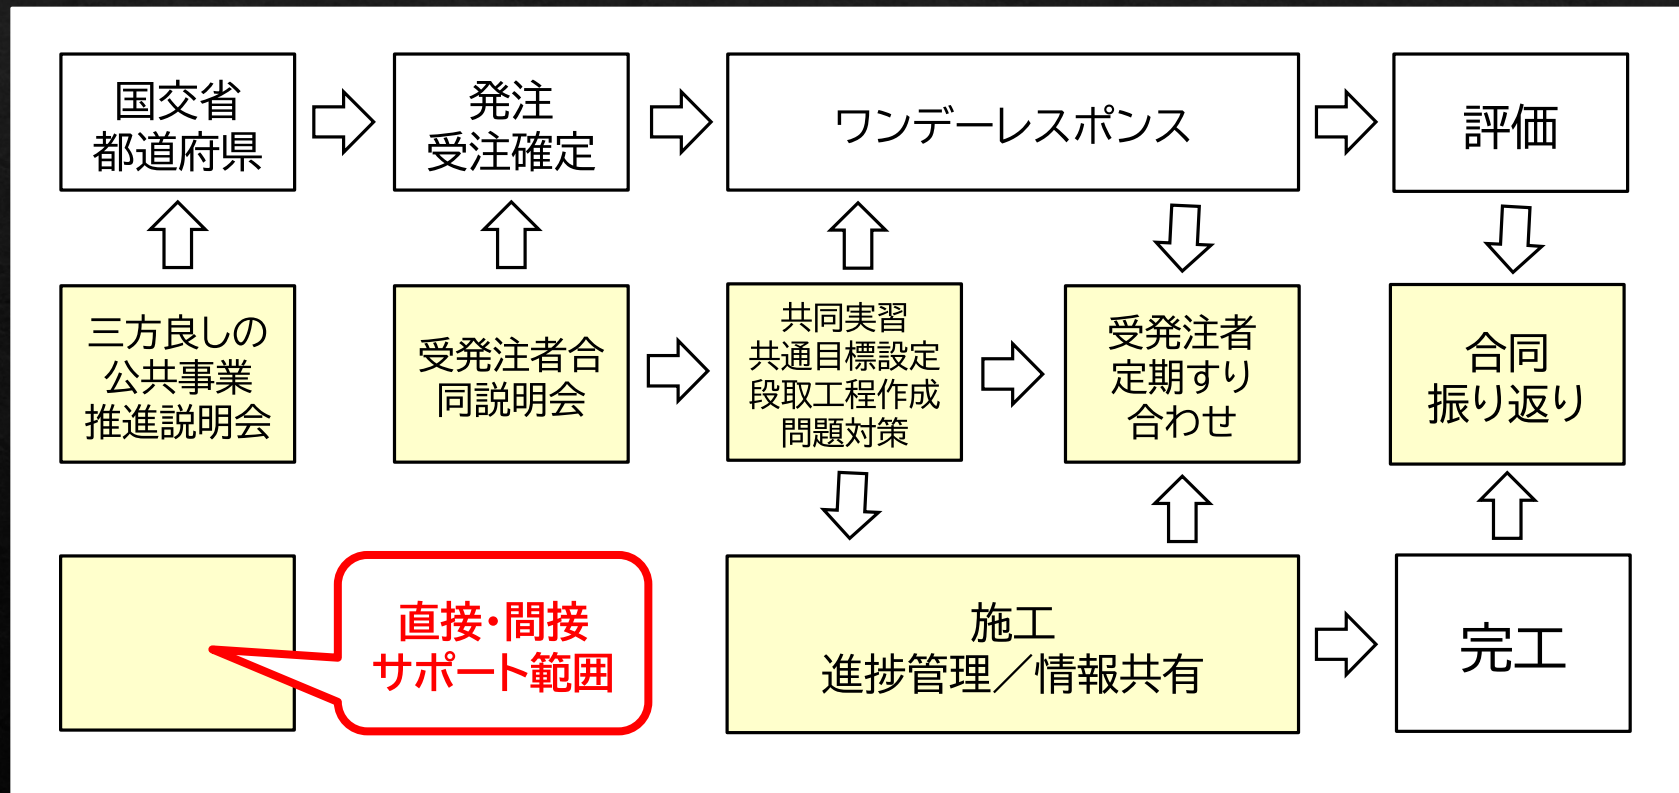 国交省
都道府県
発注
受注確定
ワンデーレスポンス
評価
三方良しの
公共事業
推進説明会
受発注者合
同説明会
共同実習
共通目標設定
段取工程作成
問題対策
受発注者
定期すり
合わせ
合同
振り返り
直接・間接
サポート範囲
施工
進捗管理／情報共有
完工